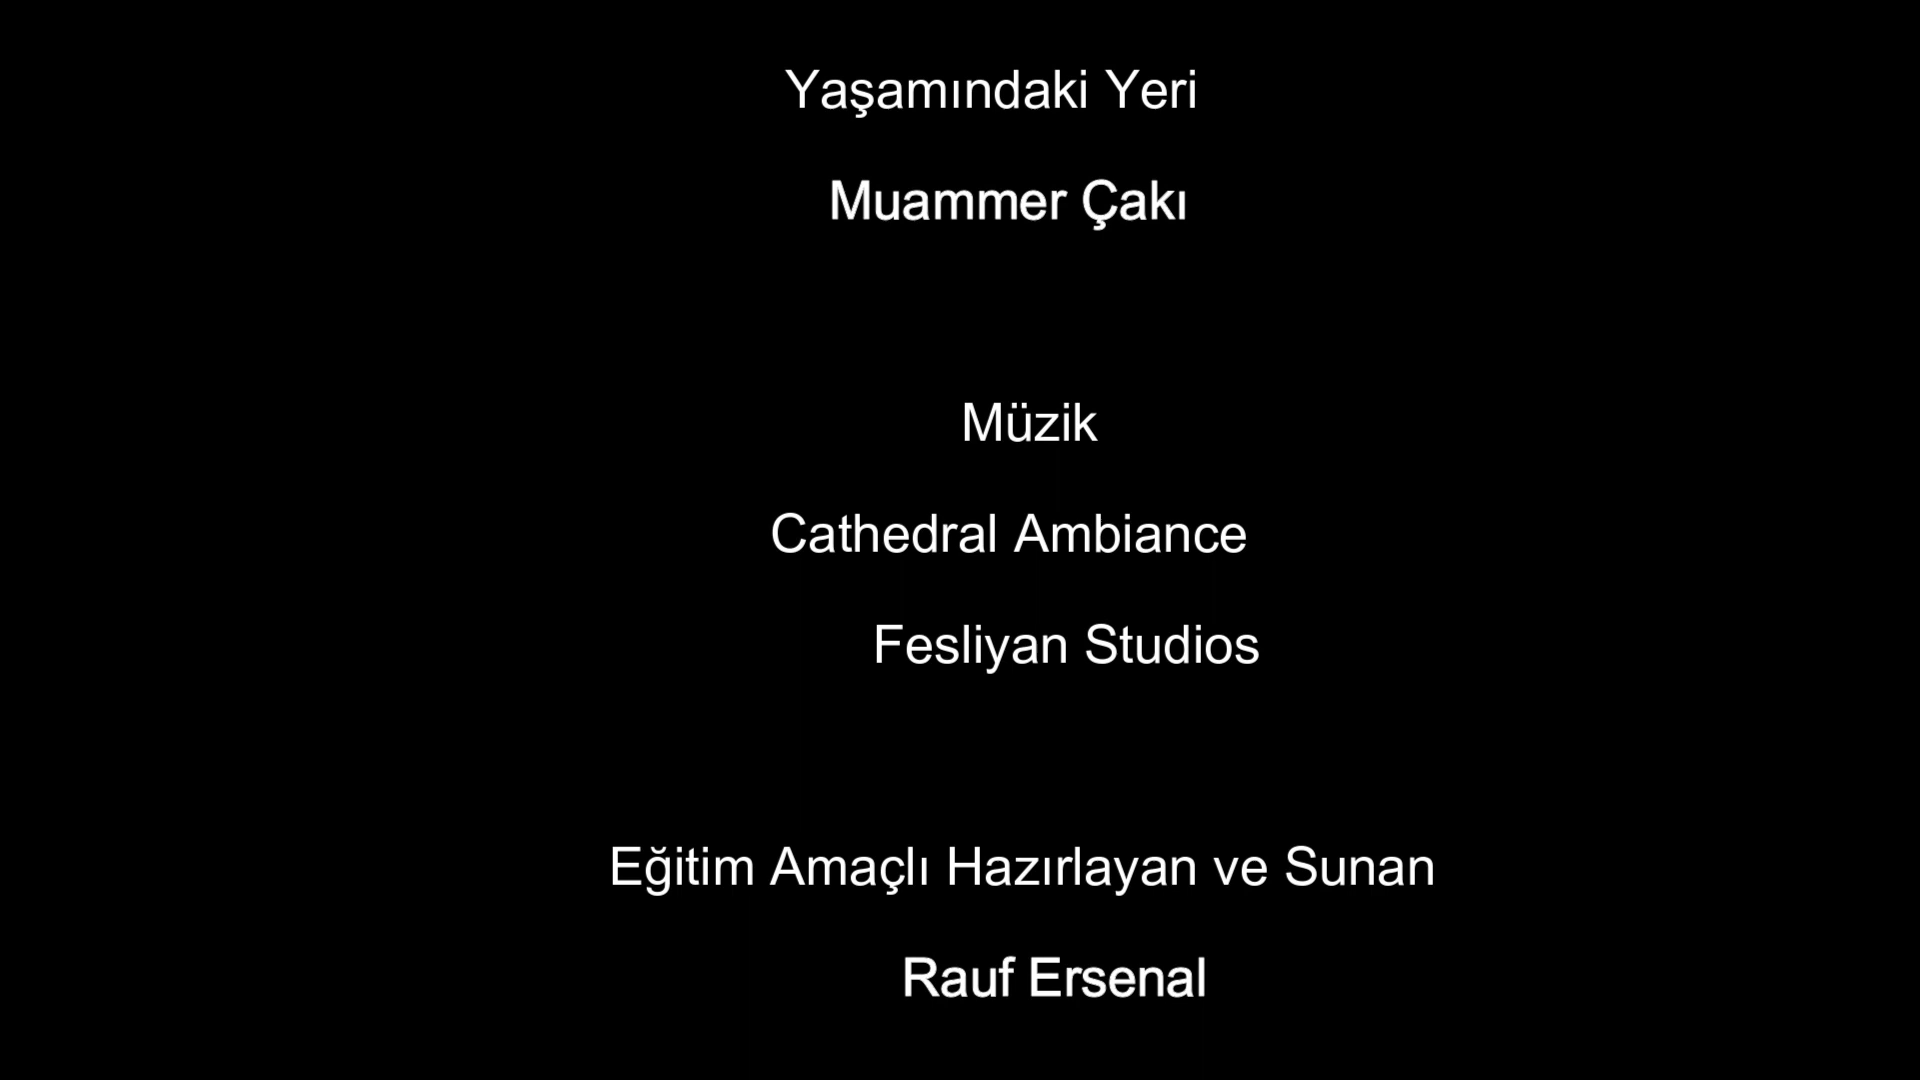 Yaşamındaki Yeri
Muammer Çakı
Müzik
Cathedral Ambiance
Fesliyan Studios
Eğitim Amaçlı Hazırlayan ve Sunan
Rauf Ersenal